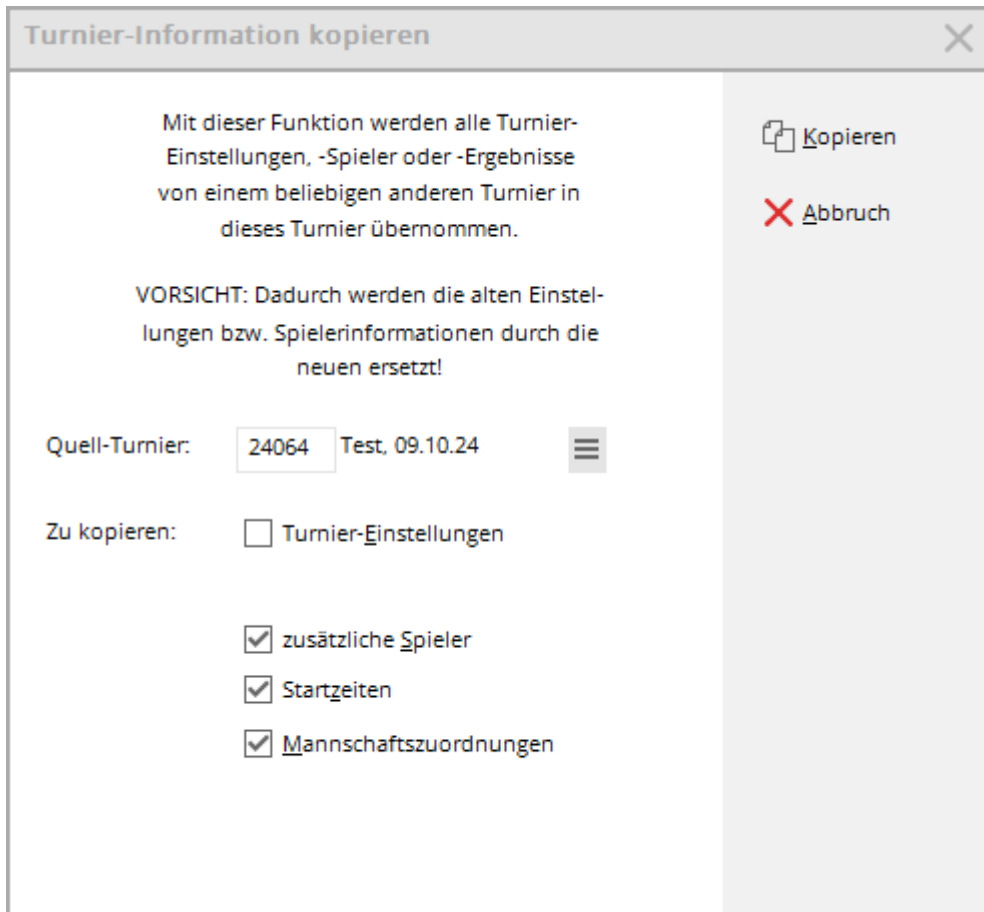 Turnier-Information kopieren
Mit dieser Funktion werden alle Turnier-
Einstellungen, -Spieler oder -Ergebnisse
von einem beliebigen anderen Turnier in
dieses Turnier übernommen.
VORSICHT: Dadurch werden die alten Einstel-
lungen bzw. Spielerinformationen durch die
neuen ersetzt!
Quell-Turnier: 24064 Test, 09.10.24
Zu kopieren: Turnier-Einstellungen
zusätzliche Spieler
Startzeiten
Mannschaftszuordnungen
Kopieren
Abbruch